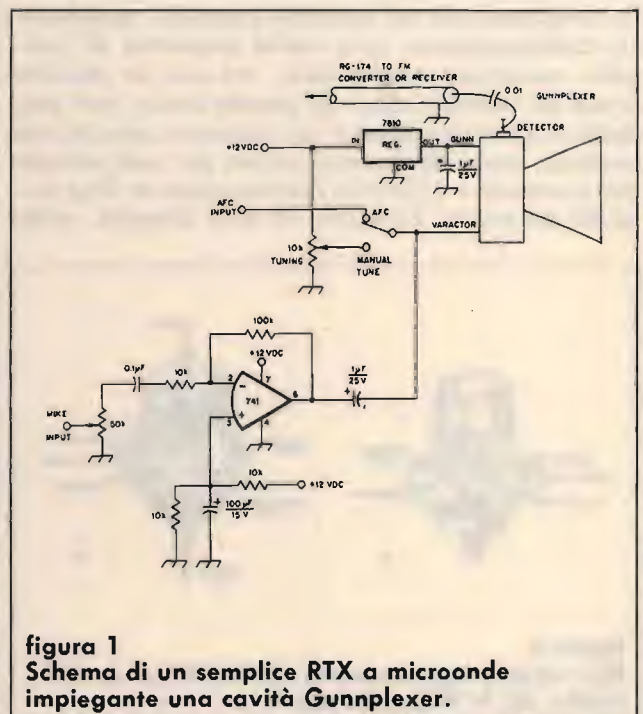 RG-174 TO FM
CONVERTER OR RECEIVER
0.01
GUNNPLEXER
DETECTOR
7810
+12VDC
IN
REG.
OUT
GUNN
COM
+
1µF
25V
AFC
INPUT
AFC
VARACTOR
10k
TUNING
MANUAL
TUNE
100k
+12VDC
0.1µF
10k
2
-
7
741
6
1µF
25V
+
3
+
4
MIKE
INPUT
50k
10k
+12 VDC
10k
+
100µF
15V
figura 1
Schema di un semplice RTX a microonde
impiegante una cavità Gunnplexer.